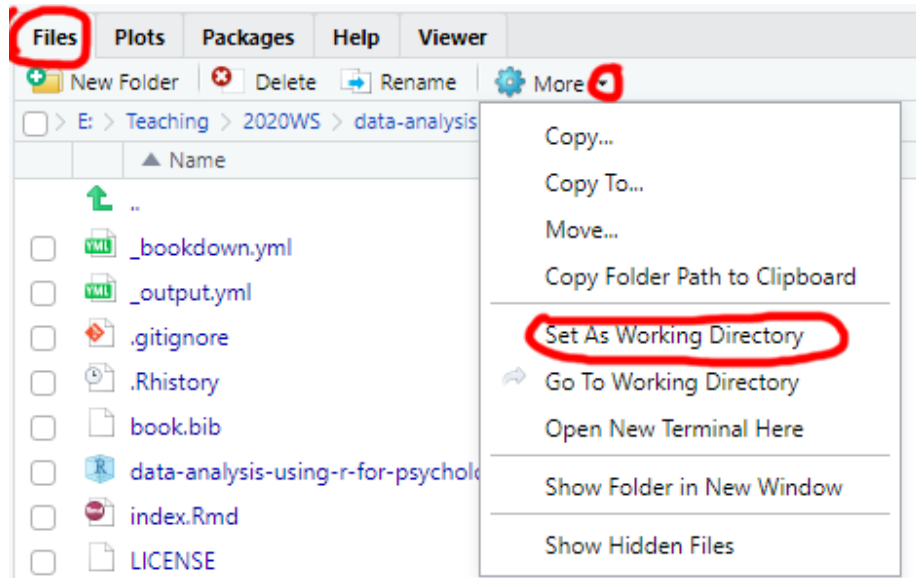 Files Plots Packages Help Viewer
New Folder Delete Rename More
E: > Teaching > 2020WS > data-analysis
Name
..
_bookdown.yml
_output.yml
.gitignore
.Rhistory
book.bib
data-analysis-using-r-for-psychol
index.Rmd
LICENSE
Copy...
Copy To...
Move...
Copy Folder Path to Clipboard
Set As Working Directory
Go To Working Directory
Open New Terminal Here
Show Folder in New Window
Show Hidden Files